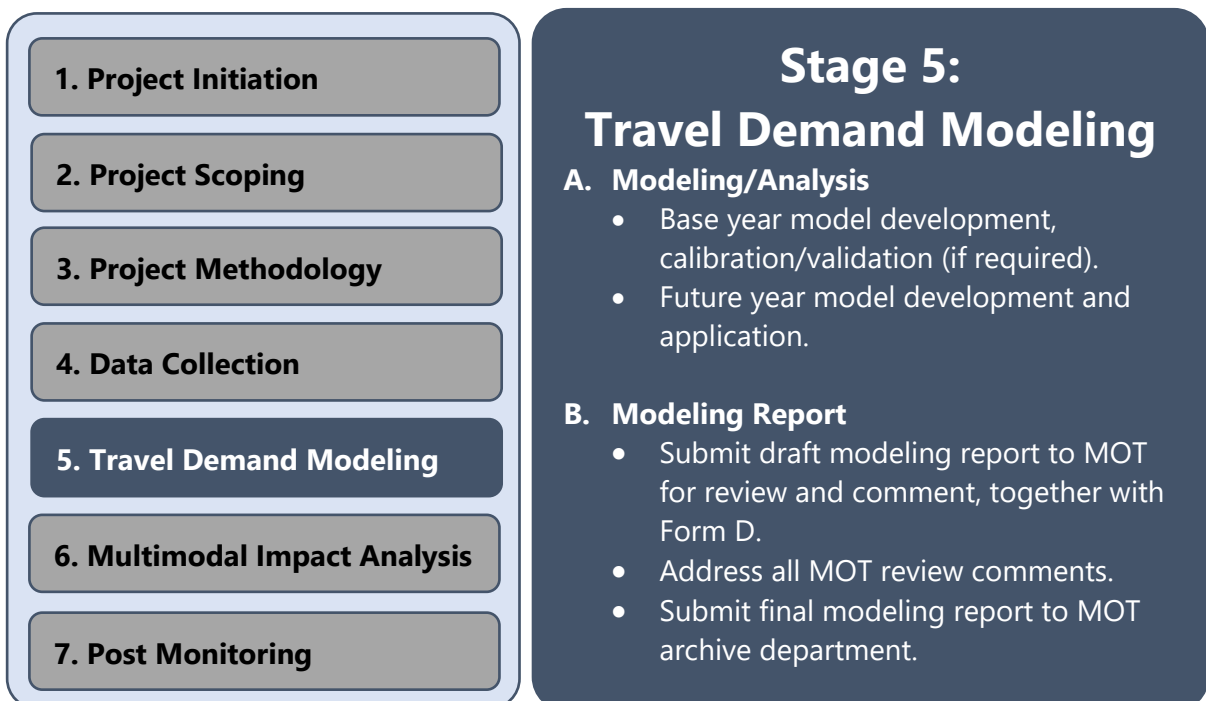 1. Project Initiation
2. Project Scoping
3. Project Methodology
4. Data Collection
5. Travel Demand Modeling
6. Multimodal Impact Analysis
7. Post Monitoring
Stage 5:
Travel Demand Modeling
A. Modeling/Analysis
• Base year model development,
calibration/validation (if required).
• Future year model development and
application.
B. Modeling Report
• Submit draft modeling report to MOT
for review and comment, together with
Form D.
• Address all MOT review comments.
• Submit final modeling report to MOT
archive department.